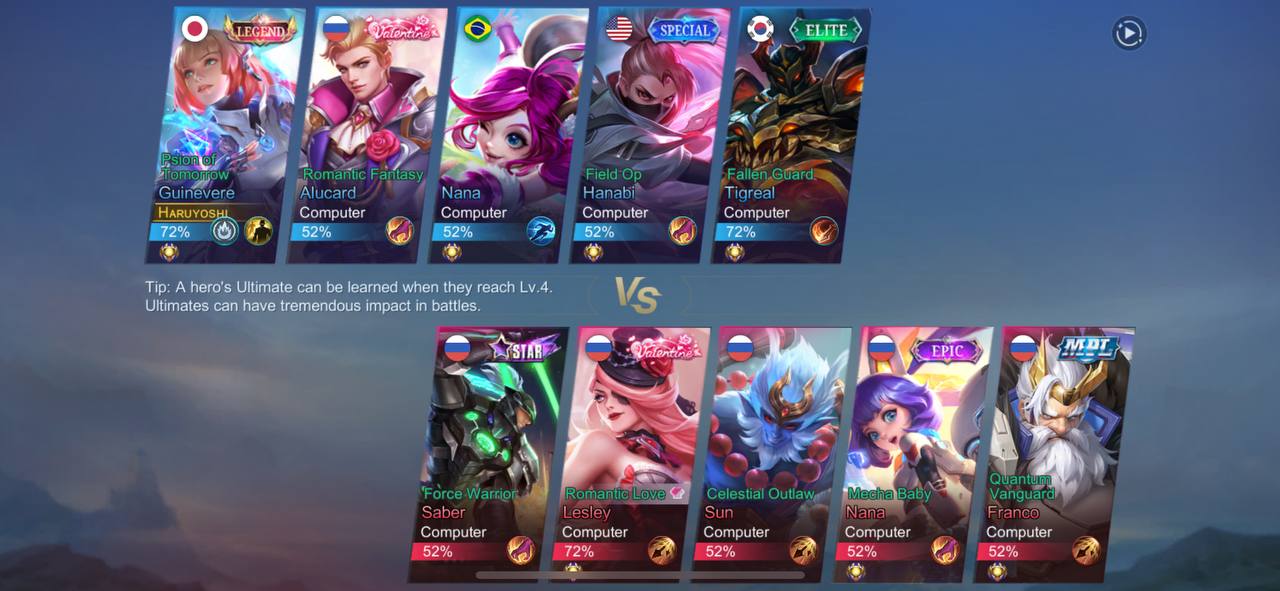 LEGEND
Psion of
Tomorrow
Guinevere
HARUYOSHI
72%
Valentine
Romantic Fantasy
Alucard
Computer
52%
Nana
Computer
52%
SPECIAL
Field Op
Hanabi
Computer
52%
ELITE
Fallen Guard
Tigreal
Computer
72%
Tip: A hero's Ultimate can be learned when they reach Lv.4.
Ultimates can have tremendous impact in battles.
VS
STAR
Force Warrior
Saber
Computer
52%
Valentine
Romantic Love
Lesley
Computer
72%
Celestial Outlaw
Sun
Computer
52%
EPIC
Mecha Baby
Nana
Computer
52%
MPL
Quantum
Vanguard
Franco
Computer
52%